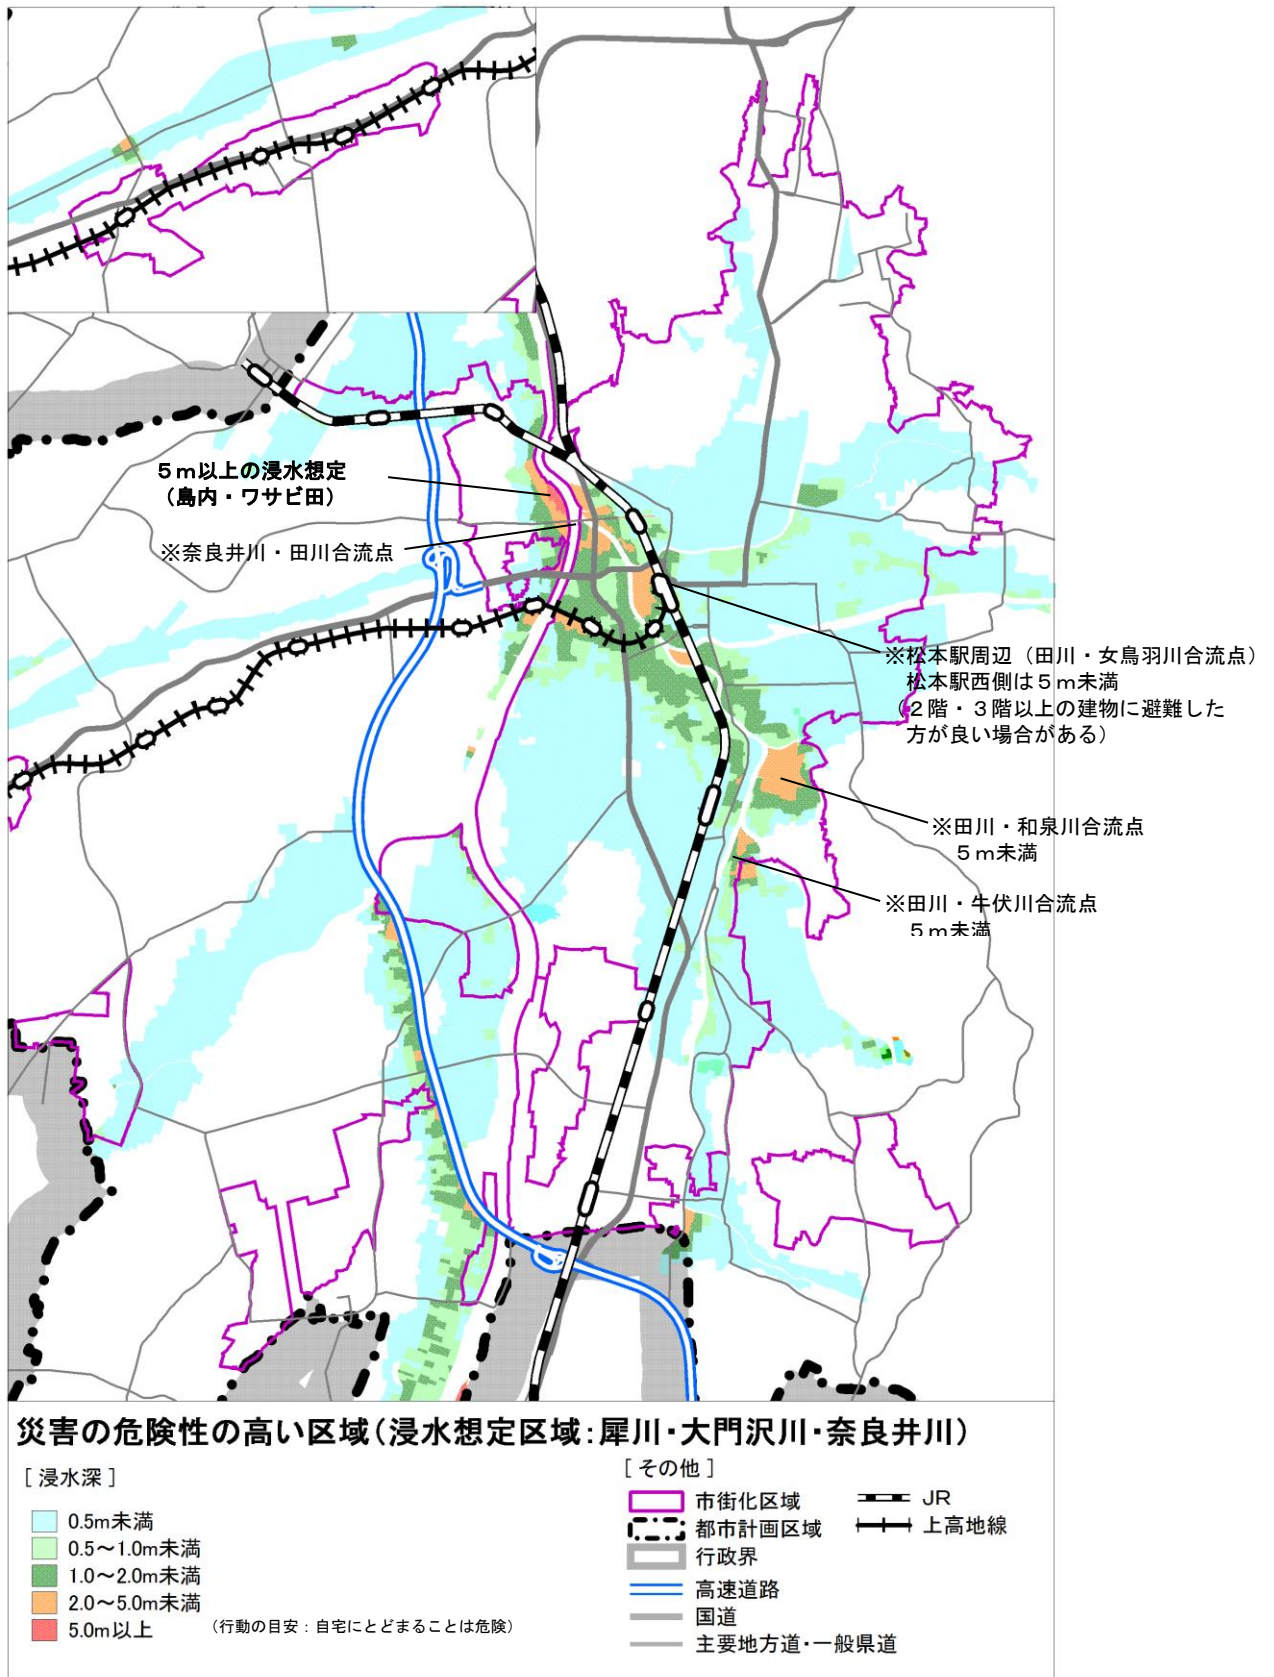 5m以上の浸水想定
（島内・ワサビ田）
※奈良井川・田川合流点
※松本駅周辺（田川・女鳥羽川合流点）
松本駅西側は５ｍ未満
（２階・３階以上の建物に避難した
方が良い場合がある）
※田川・和泉川合流点
５ｍ未満
※田川・牛伏川合流点
５ｍ未満
災害の危険性の高い区域（浸水想定区域：犀川・大門沢川・奈良井川）
［浸水深］
0.5m未満
0.5～1.0m未満
1.0～2.0m未満
2.0～5.0m未満
5.0m以上
（行動の目安：自宅にとどまることは危険）
［その他］
市街化区域
都市計画区域
行政界
高速道路
国道
主要地方道・一般県道
JR
上高地線